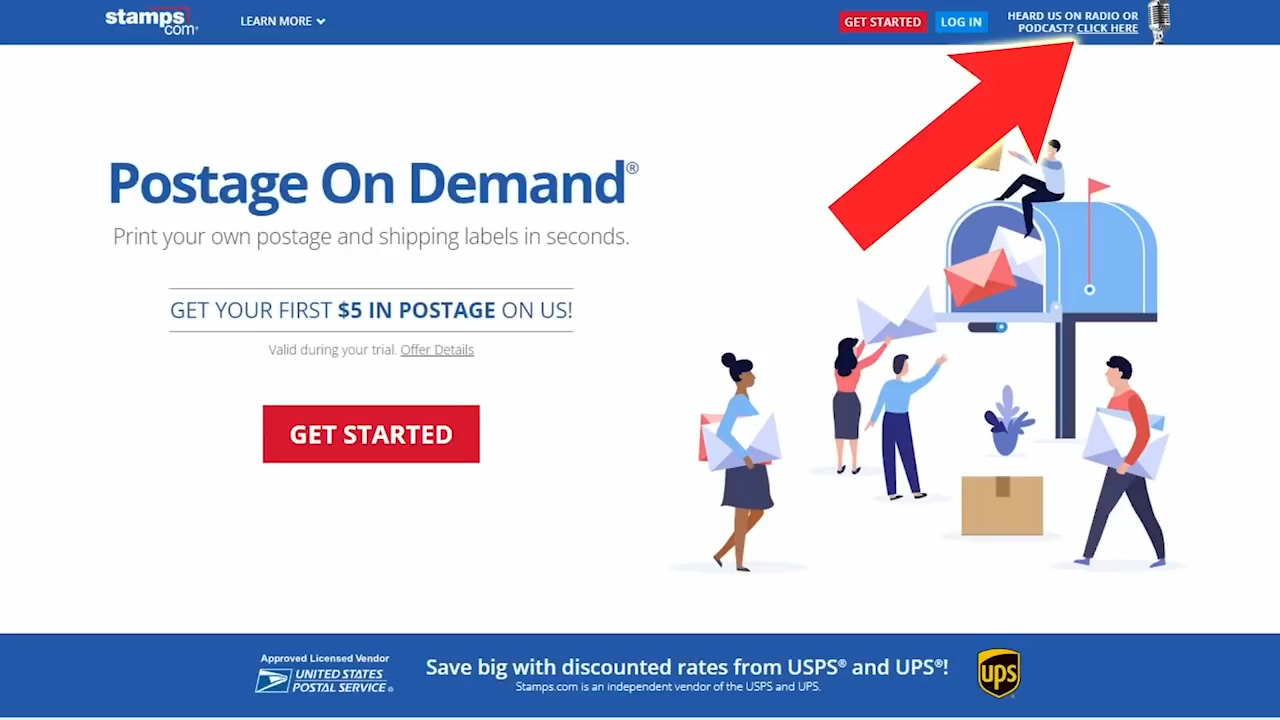 stamps
.com®
LEARN MORE
GET STARTED
LOG IN
HEARD US ON RADIO OR
PODCAST? CLICK HERE
Postage On Demand®
Print your own postage and shipping labels in seconds.
GET YOUR FIRST $5 IN POSTAGE ON US!
Valid during your trial. Offer Details
GET STARTED
Approved Licensed Vendor
UNITED STATES
POSTAL SERVICE®
Save big with discounted rates from USPS® and UPS®!
Stamps.com is an independent vendor of the USPS and UPS.
ups